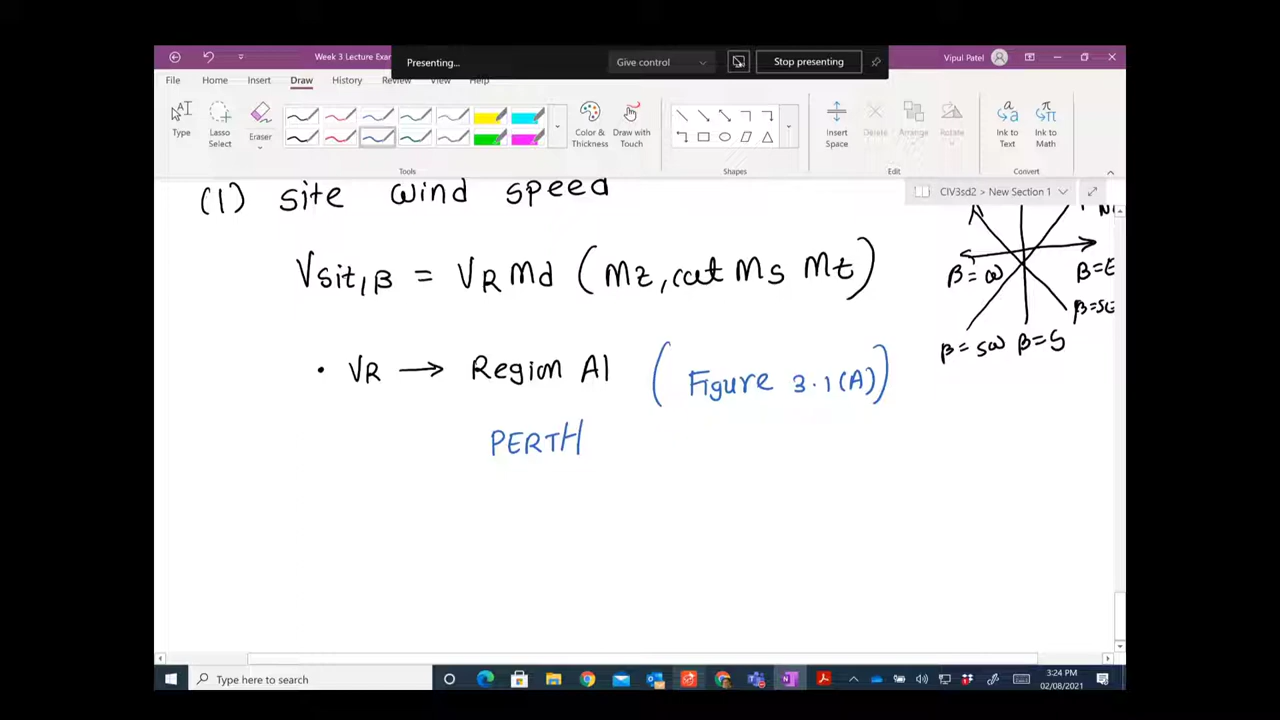 Week 3 Lecture Exa
Presenting...
Give control
Stop presenting
Vipul Patel
File Home Insert Draw History Review View Help
Type
Lasso Select
Eraser
Color & Thickness
Draw with Touch
Insert Space
Delete
Arrange
Rotate
Ink to Text
Ink to Math
Tools
Shapes
Edit
Convert
CIV3sd2 > New Section 1
(1) site wind speed
Vsit,β = VR Md (Mz,cat Ms Mt)
β=W
β=E
β=SE
β=SW β=S
• VR → Region A1 (Figure 3.1(A))
PERTH
Type here to search
3:24 PM
02/08/2021